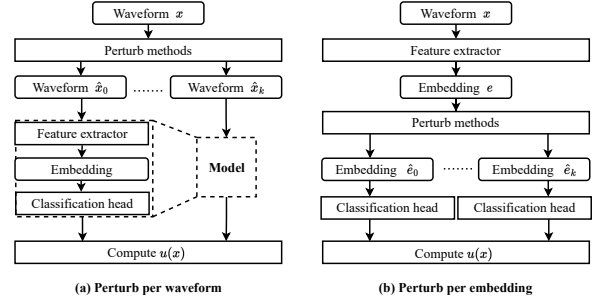 Waveform x
Perturb methods
Waveform x̂₀ ........ Waveform x̂ₖ
Feature extractor
Embedding
Classification head
Model
Compute u(x)
(a) Perturb per waveform
Waveform x
Feature extractor
Embedding e
Perturb methods
Embedding ê₀ ........ Embedding êₖ
Classification head Classification head
Compute u(x)
(b) Perturb per embedding